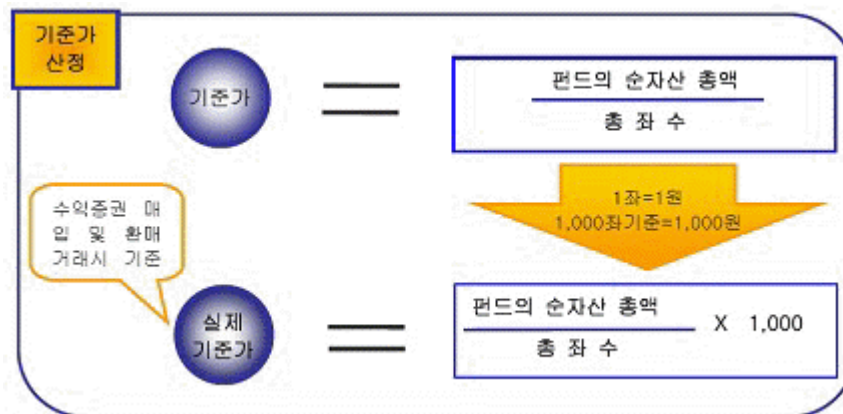 기준가
산정
기준가
펀드의 순자산 총액
총 좌 수
1좌=1원
1,000좌기준=1,000원
수익증권 매
입 및 환매
거래시 기준
실제
기준가
펀드의 순자산 총액
총 좌 수
X 1,000